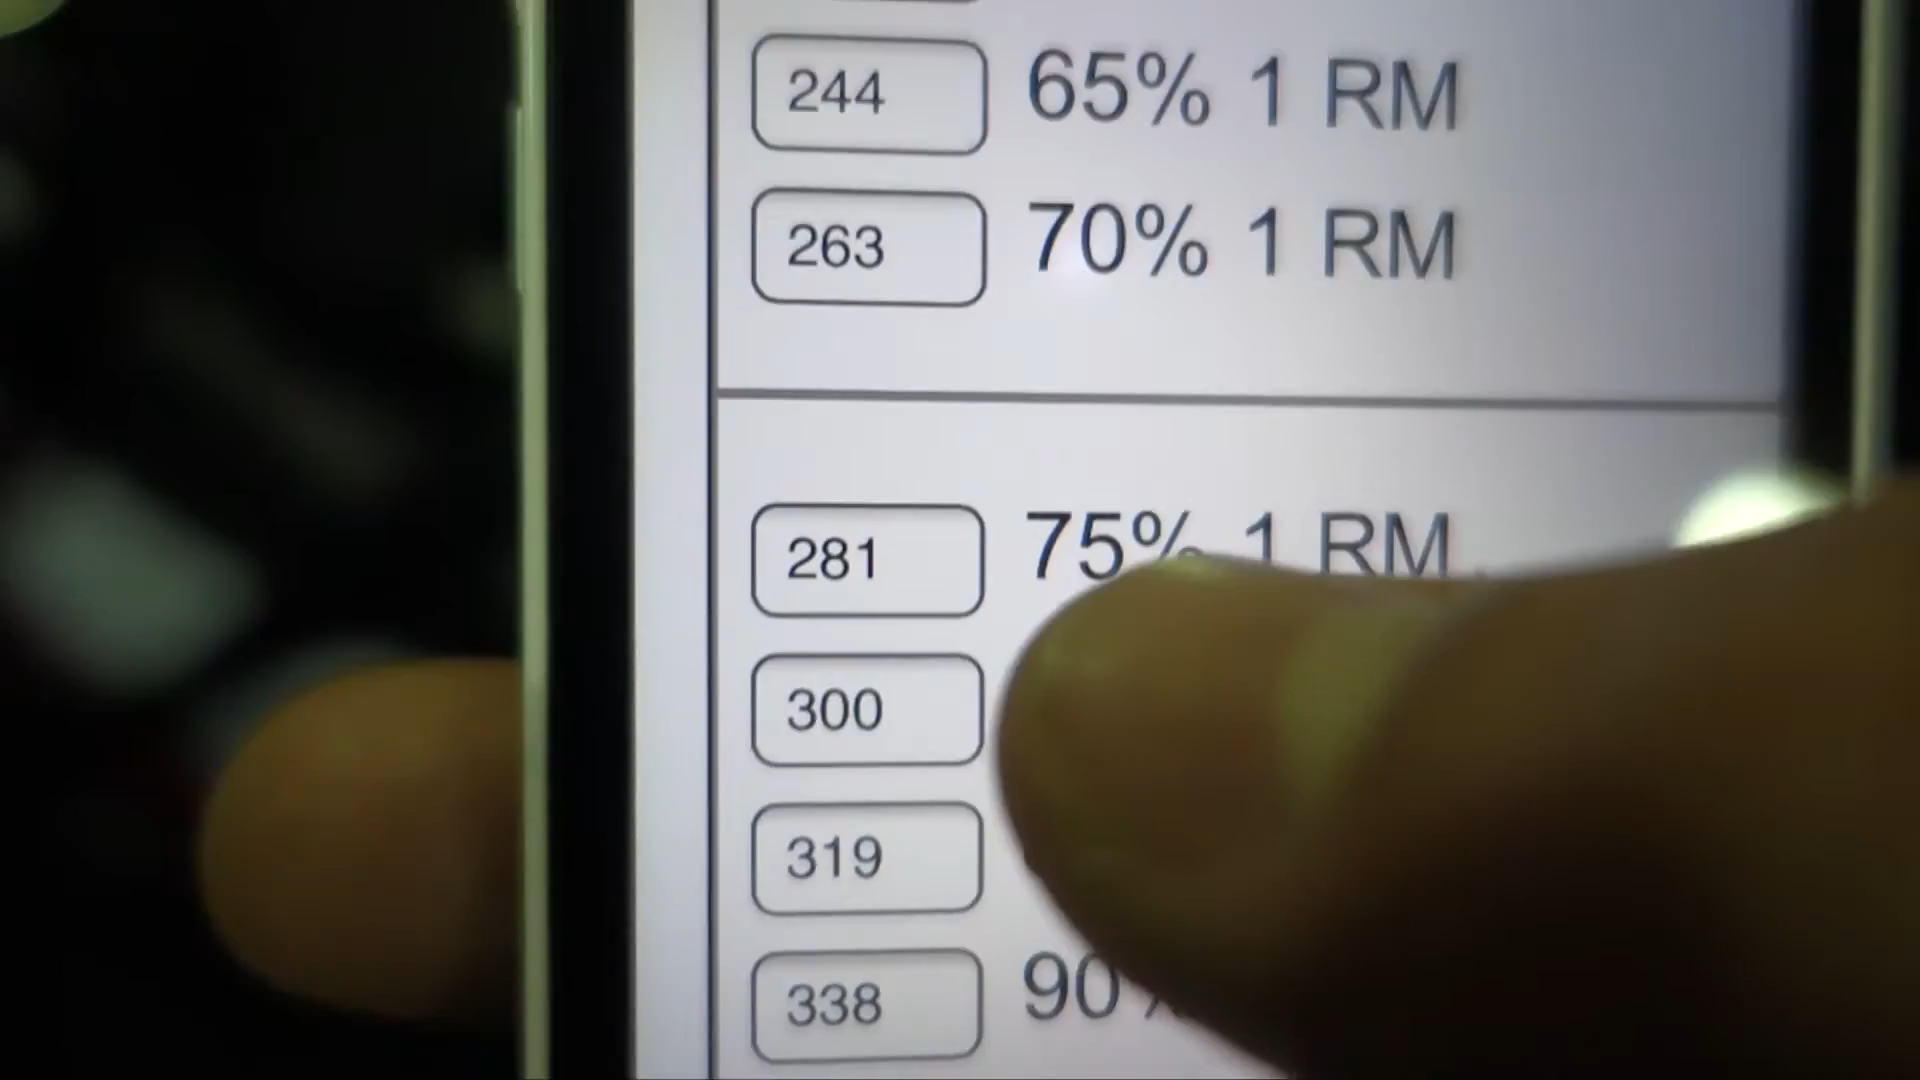 244 65% 1 RM
263 70% 1 RM
281 75% 1 RM
300
319
338 90%